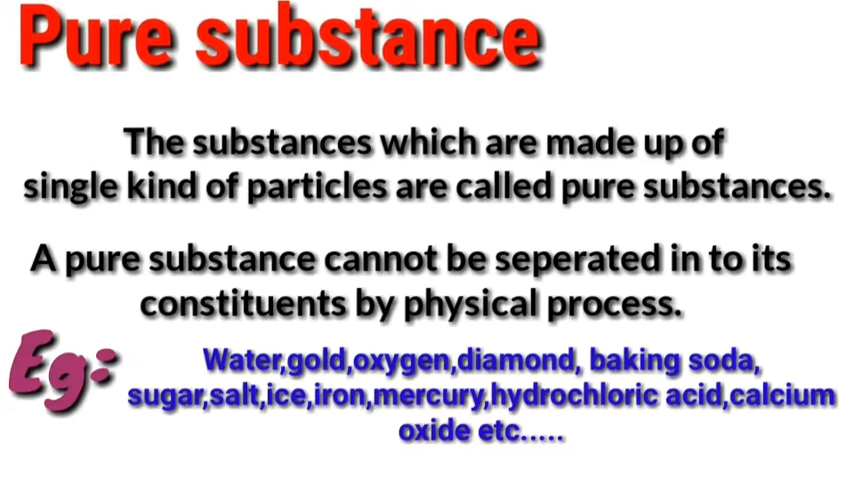 Pure substance
The substances which are made up of
single kind of particles are called pure substances.
A pure substance cannot be seperated in to its
constituents by physical process.
Eg:
Water,gold,oxygen,diamond, baking soda,
sugar,salt,ice,iron,mercury,hydrochloric acid,calcium
oxide etc.....